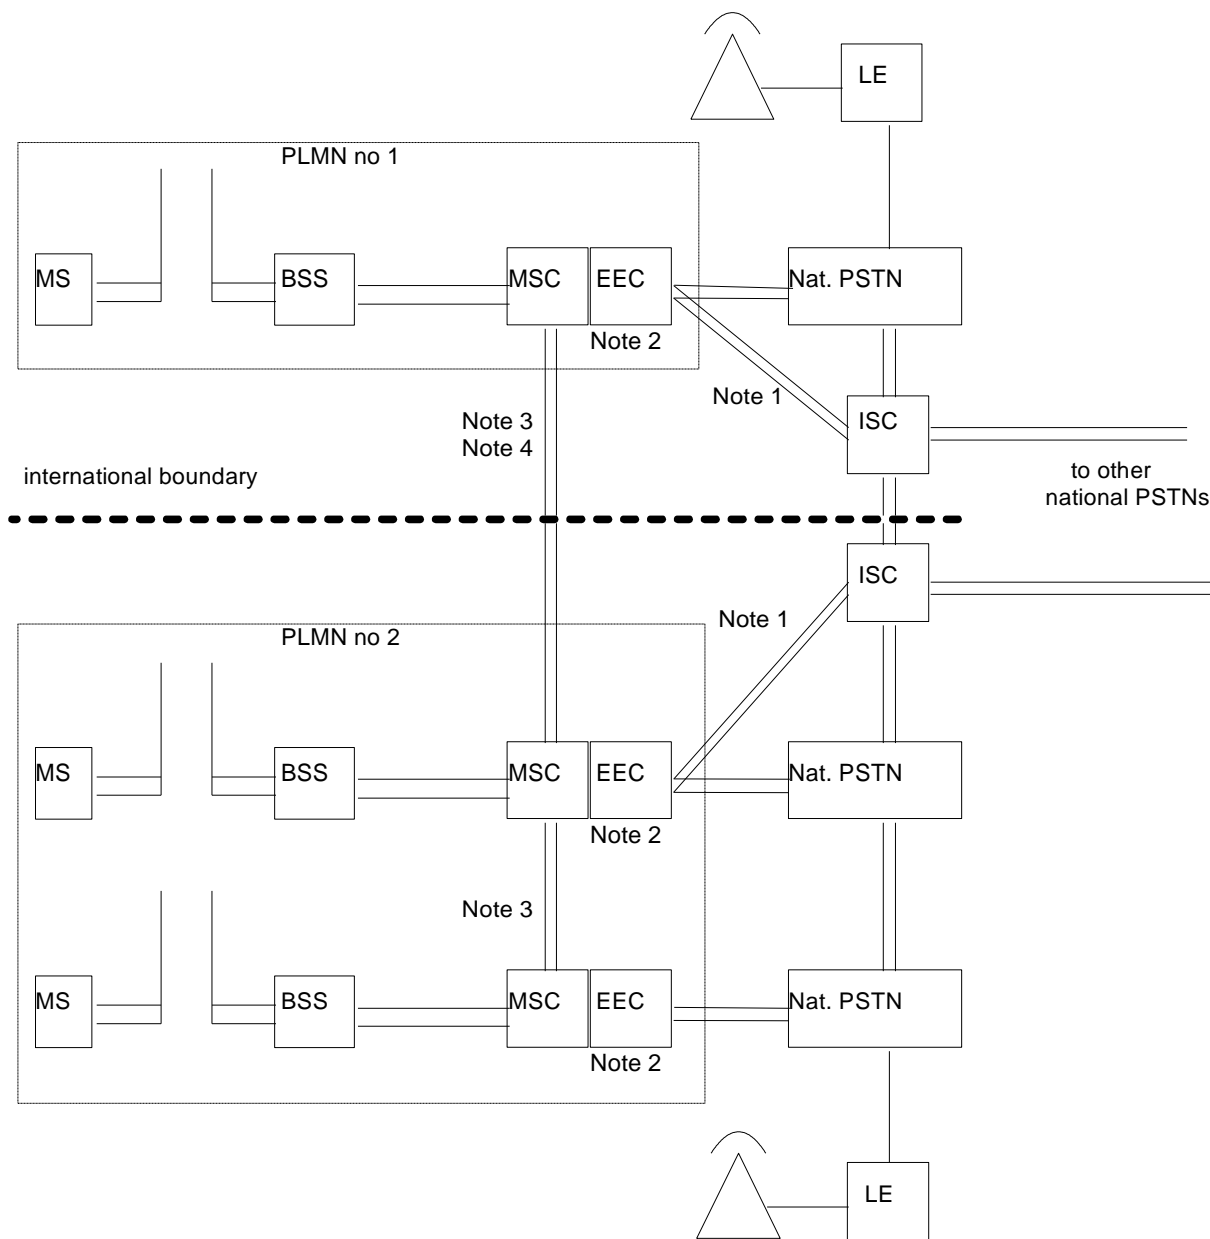 LE
PLMN no 1
MS
BSS
MSC
EEC
Nat. PSTN
Note 2
Note 1
Note 3
Note 4
ISC
international boundary
to other
national PSTNs
ISC
Note 1
PLMN no 2
MS
BSS
MSC
EEC
Nat. PSTN
Note 2
Note 3
MS
BSS
MSC
EEC
Nat. PSTN
Note 2
LE